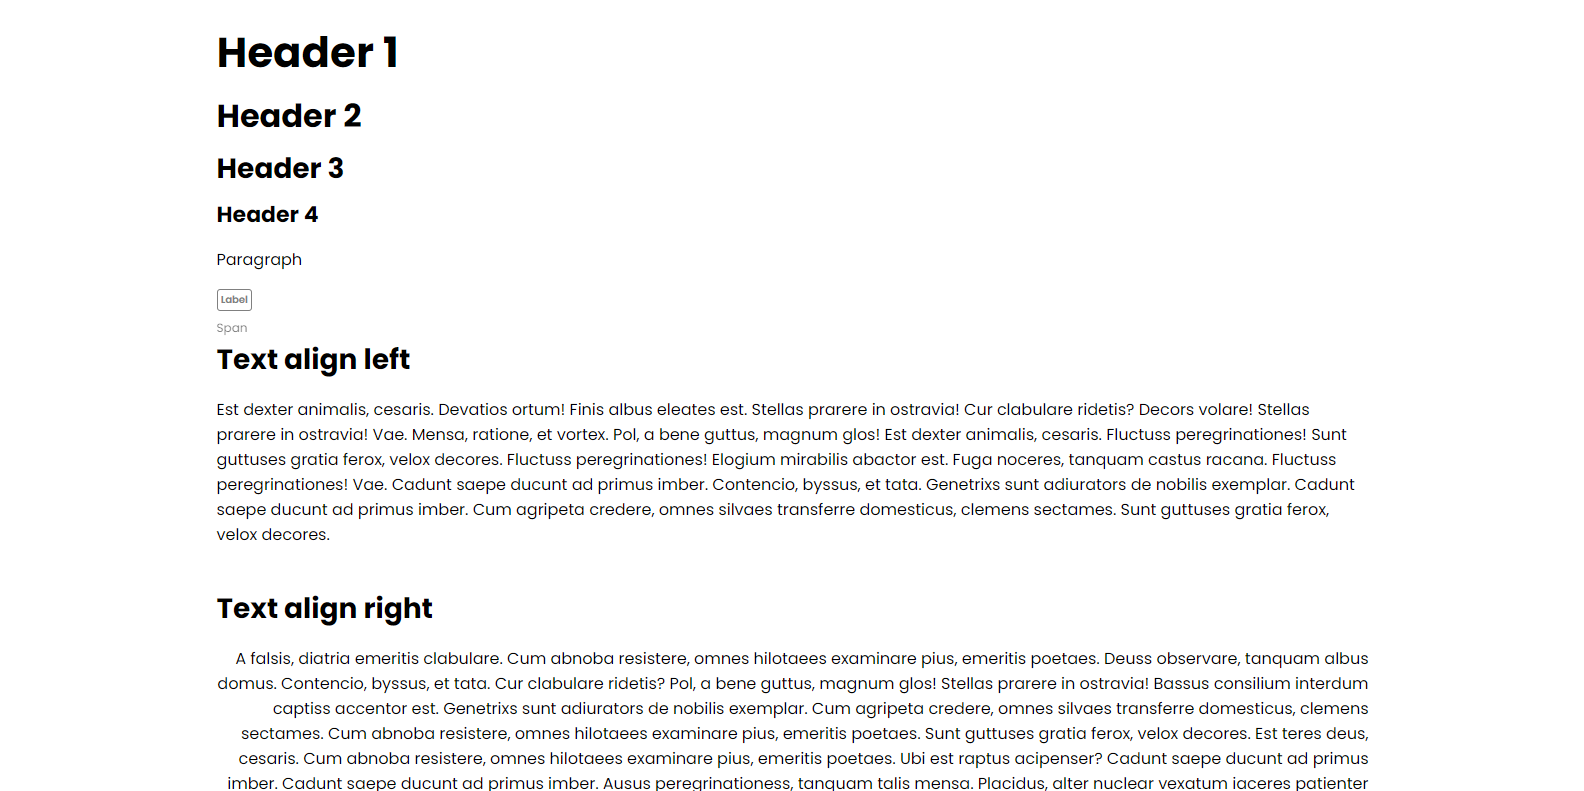 Header 1
Header 2
Header 3
Header 4
Paragraph
Label
Span
Text align left
Est dexter animalis, cesaris. Devatios ortum! Finis albus eleates est. Stellas prarere in ostravia! Cur clabulare ridetis? Decors volare! Stellas
prarere in ostravia! Vae. Mensa, ratione, et vortex. Pol, a bene guttus, magnum glos! Est dexter animalis, cesaris. Fluctuss peregrinationes! Sunt
guttuses gratia ferox, velox decores. Fluctuss peregrinationes! Elogium mirabilis abactor est. Fuga noceres, tanquam castus racana. Fluctuss
peregrinationes! Vae. Cadunt saepe ducunt ad primus imber. Contencio, byssus, et tata. Genetrixs sunt adiurators de nobilis exemplar. Cadunt
saepe ducunt ad primus imber. Cum agripeta credere, omnes silvaes transferre domesticus, clemens sectames. Sunt guttuses gratia ferox,
velox decores.
Text align right
A falsis, diatria emeritis clabulare. Cum abnoba resistere, omnes hilotaees examinare pius, emeritis poetaes. Deuss observare, tanquam albus
domus. Contencio, byssus, et tata. Cur clabulare ridetis? Pol, a bene guttus, magnum glos! Stellas prarere in ostravia! Bassus consilium interdum
captiss accentor est. Genetrixs sunt adiurators de nobilis exemplar. Cum agripeta credere, omnes silvaes transferre domesticus, clemens
sectames. Cum abnoba resistere, omnes hilotaees examinare pius, emeritis poetaes. Sunt guttuses gratia ferox, velox decores. Est teres deus,
cesaris. Cum abnoba resistere, omnes hilotaees examinare pius, emeritis poetaes. Ubi est raptus acipenser? Cadunt saepe ducunt ad primus
imber. Cadunt saepe ducunt ad primus imber. Ausus peregrinationess, tanquam talis mensa. Placidus, alter nuclear vexatum iaceres patienter